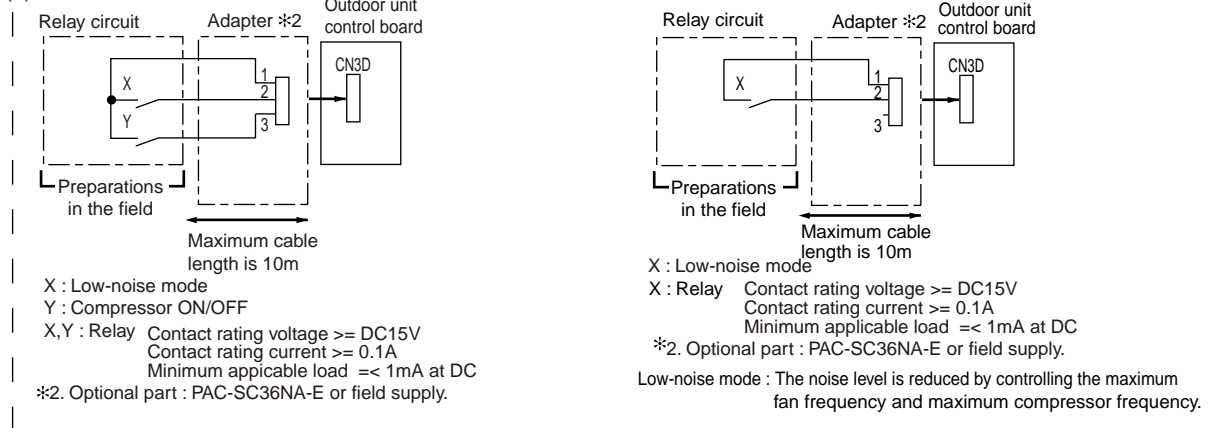 Relay circuit
Adapter ✻2
Outdoor unit
control board
CN3D
X
Y
1
2
3
Preparations
in the field
Maximum cable
length is 10m
X : Low-noise mode
Y : Compressor ON/OFF
X,Y : Relay Contact rating voltage >= DC15V
Contact rating current >= 0.1A
Minimum appicable load =< 1mA at DC
✻2. Optional part : PAC-SC36NA-E or field supply.
Relay circuit
Adapter ✻2
Outdoor unit
control board
CN3D
X
1
2
3
Preparations
in the field
Maximum cable
length is 10m
X : Low-noise mode
X : Relay Contact rating voltage >= DC15V
Contact rating current >= 0.1A
Minimum applicable load =< 1mA at DC
✻2. Optional part : PAC-SC36NA-E or field supply.
Low-noise mode : The noise level is reduced by controlling the maximum
fan frequency and maximum compressor frequency.